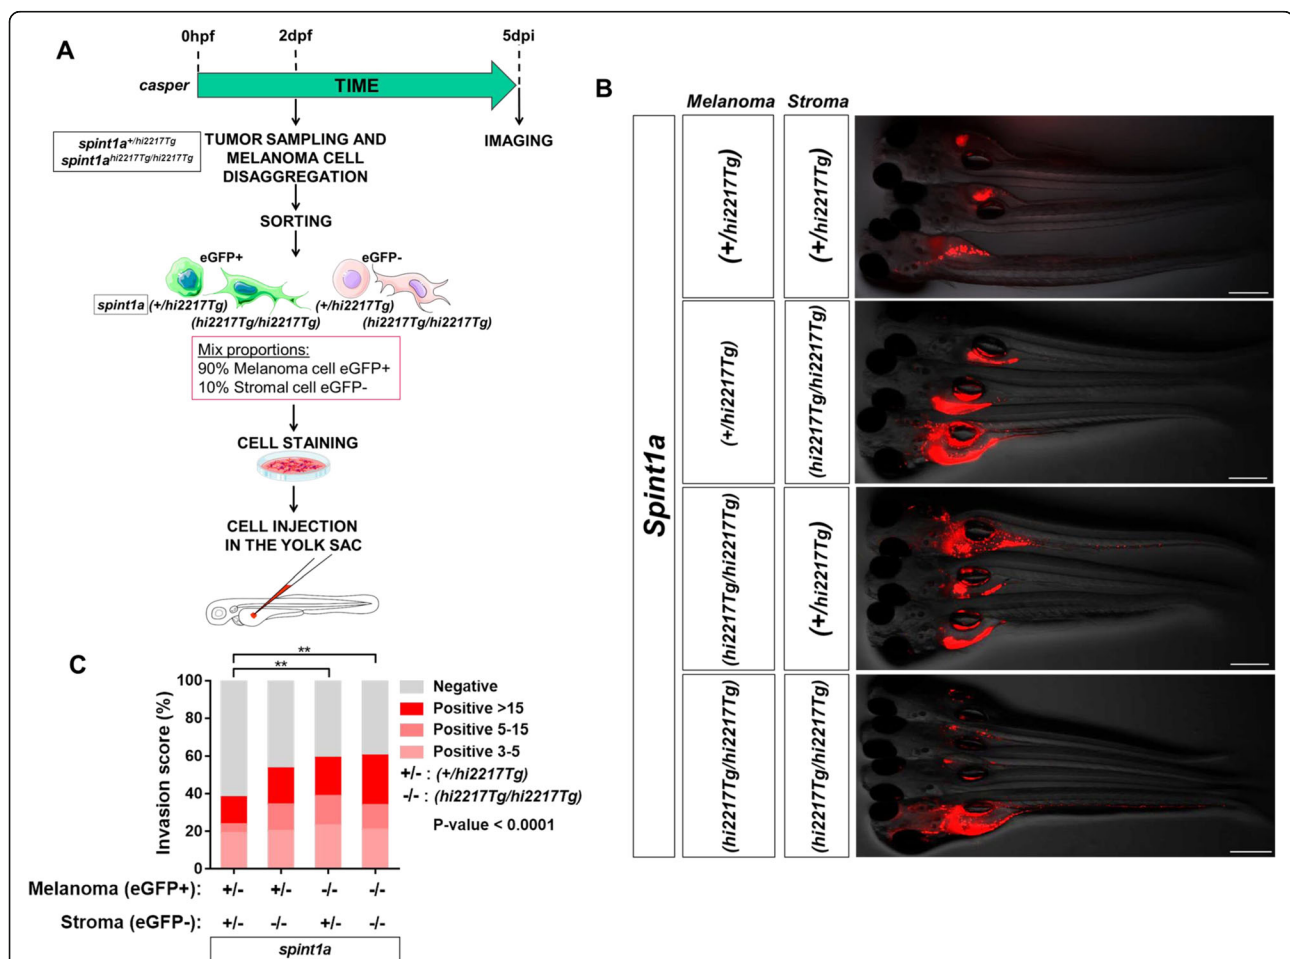 A
0hpf
2dpf
5dpi
casper
TIME
spint1a+/hi2217Tg
spint1ahi2217Tg/hi2217Tg
TUMOR SAMPLING AND
MELANOMA CELL
DISAGGREGATION
IMAGING
SORTING
eGFP+
eGFP-
spint1a
(+/hi2217Tg)
(hi2217Tg/hi2217Tg)
(+/hi2217Tg)
(hi2217Tg/hi2217Tg)
Mix proportions:
90% Melanoma cell eGFP+
10% Stromal cell eGFP-
CELL STAINING
CELL INJECTION
IN THE YOLK SAC
B
Melanoma
Stroma
Spint1a
(+/hi2217Tg)
(+/hi2217Tg)
(+/hi2217Tg)
(hi2217Tg/hi2217Tg)
(hi2217Tg/hi2217Tg)
(+/hi2217Tg)
(hi2217Tg/hi2217Tg)
(hi2217Tg/hi2217Tg)
C
**
**
Invasion score (%)
100
80
60
40
20
0
Negative
Positive >15
Positive 5-15
Positive 3-5
+/- : (+/hi2217Tg)
-/- : (hi2217Tg/hi2217Tg)
P-value < 0.0001
Melanoma (eGFP+): +/- +/- -/- -/-
Stroma (eGFP-): +/- -/- +/- -/-
spint1a